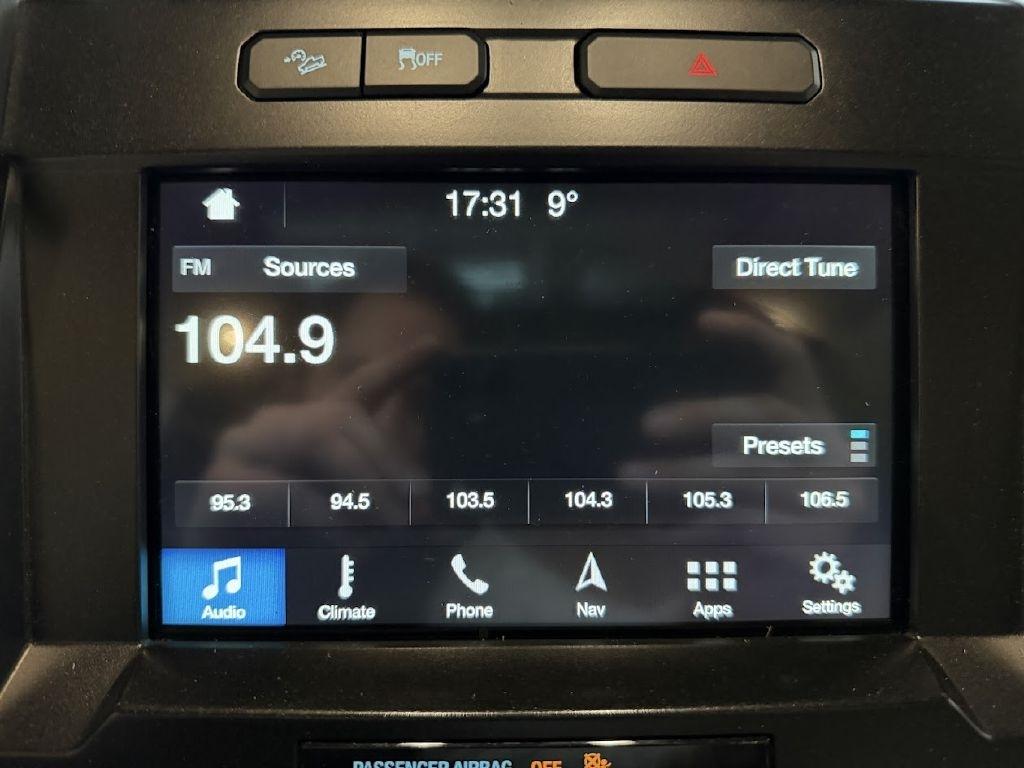 OFF
17:31 9°
FM Sources Direct Tune
104.9
Presets
95.3 94.5 103.5 104.3 105.3 106.5
Audio Climate Phone Nav Apps Settings
PASSENGER AIRBAG OFF